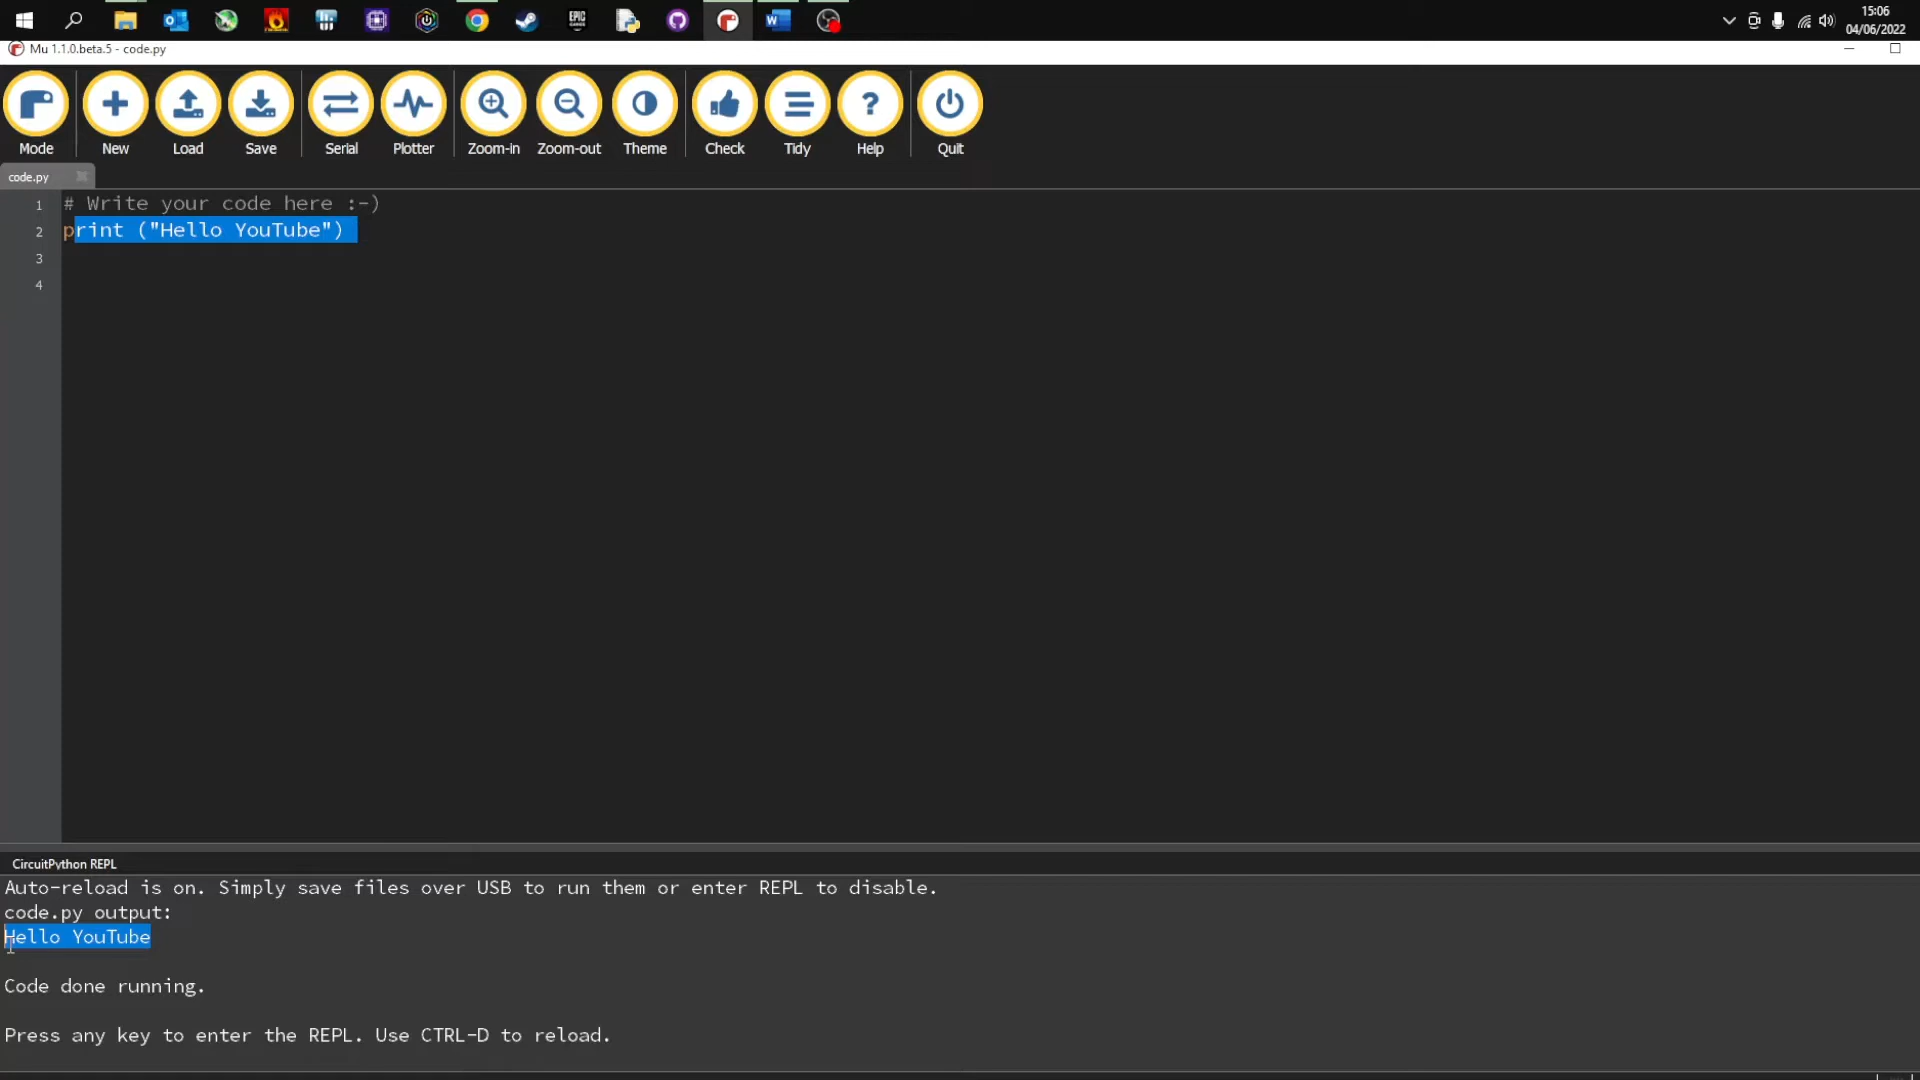 15:06
04/06/2022
EPIC
GAMES
Mu 1.1.0.beta.5 - code.py
Mode New Load Save Serial Plotter Zoom-in Zoom-out Theme Check Tidy Help Quit
code.py
1 # Write your code here :-)
2 print ("Hello YouTube")
3
4
CircuitPython REPL
Auto-reload is on. Simply save files over USB to run them or enter REPL to disable.
code.py output:
Hello YouTube
Code done running.
Press any key to enter the REPL. Use CTRL-D to reload.